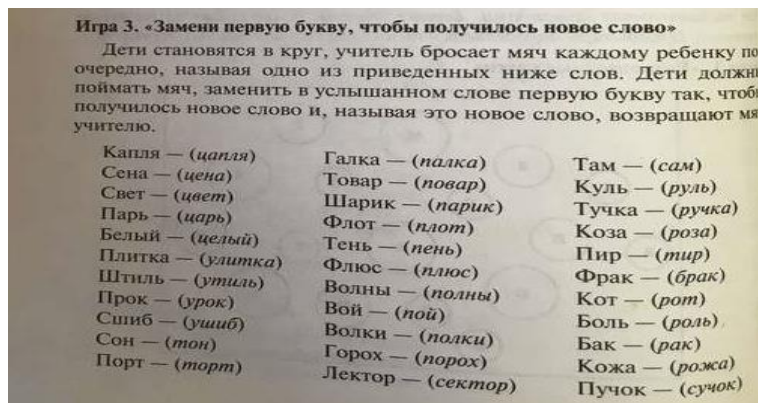 Игра 3. «Замени первую букву, чтобы получилось новое слово»
Дети становятся в круг, учитель бросает мяч каждому ребенку по
очередно, называя одно из приведенных ниже слов. Дети должн
поймать мяч, заменить в услышанном слове первую букву так, чтоб
получилось новое слово и, называя это новое слово, возвращают мя
учителю.
Капля — (цапля)
Сена — (цена)
Свет — (цвет)
Парь — (царь)
Белый — (целый)
Плитка — (улитка)
Штиль — (утиль)
Прок — (урок)
Сшиб — (ушиб)
Сон — (тон)
Порт — (торт)
Галка — (палка)
Товар — (повар)
Шарик — (парик)
Флот — (плот)
Тень — (пень)
Флюс — (плюс)
Волны — (полны)
Вой — (пой)
Волки — (полки)
Горох — (порох)
Лектор — (сектор)
Там — (сам)
Куль — (руль)
Тучка — (ручка)
Коза — (роза)
Пир — (тир)
Фрак — (брак)
Кот — (рот)
Боль — (роль)
Бак — (рак)
Кожа — (рожа)
Пучок — (сучок)